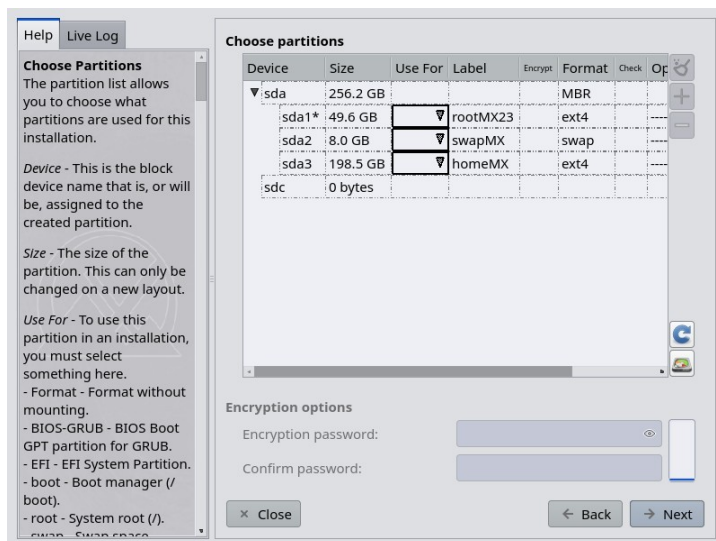 Help Live Log
Choose Partitions
The partition list allows
you to choose what
partitions are used for this
installation.
Device - This is the block
device name that is, or will
be, assigned to the
created partition.
Size - The size of the
partition. This can only be
changed on a new layout.
Use For - To use this
partition in an installation,
you must select
something here.
- Format - Format without
mounting.
- BIOS-GRUB - BIOS Boot
GPT partition for GRUB.
- EFI - EFI System Partition.
- boot - Boot manager (/
boot).
- root - System root (/).
- swap - Swap space.
Choose partitions
Device Size Use For Label Encrypt Format Check Op
sda 256.2 GB MBR
sda1* 49.6 GB rootMX23 ext4 ----
sda2 8.0 GB swapMX swap ----
sda3 198.5 GB homeMX ext4 ----
sdc 0 bytes
Encryption options
Encryption password:
Confirm password:
× Close
← Back
→ Next